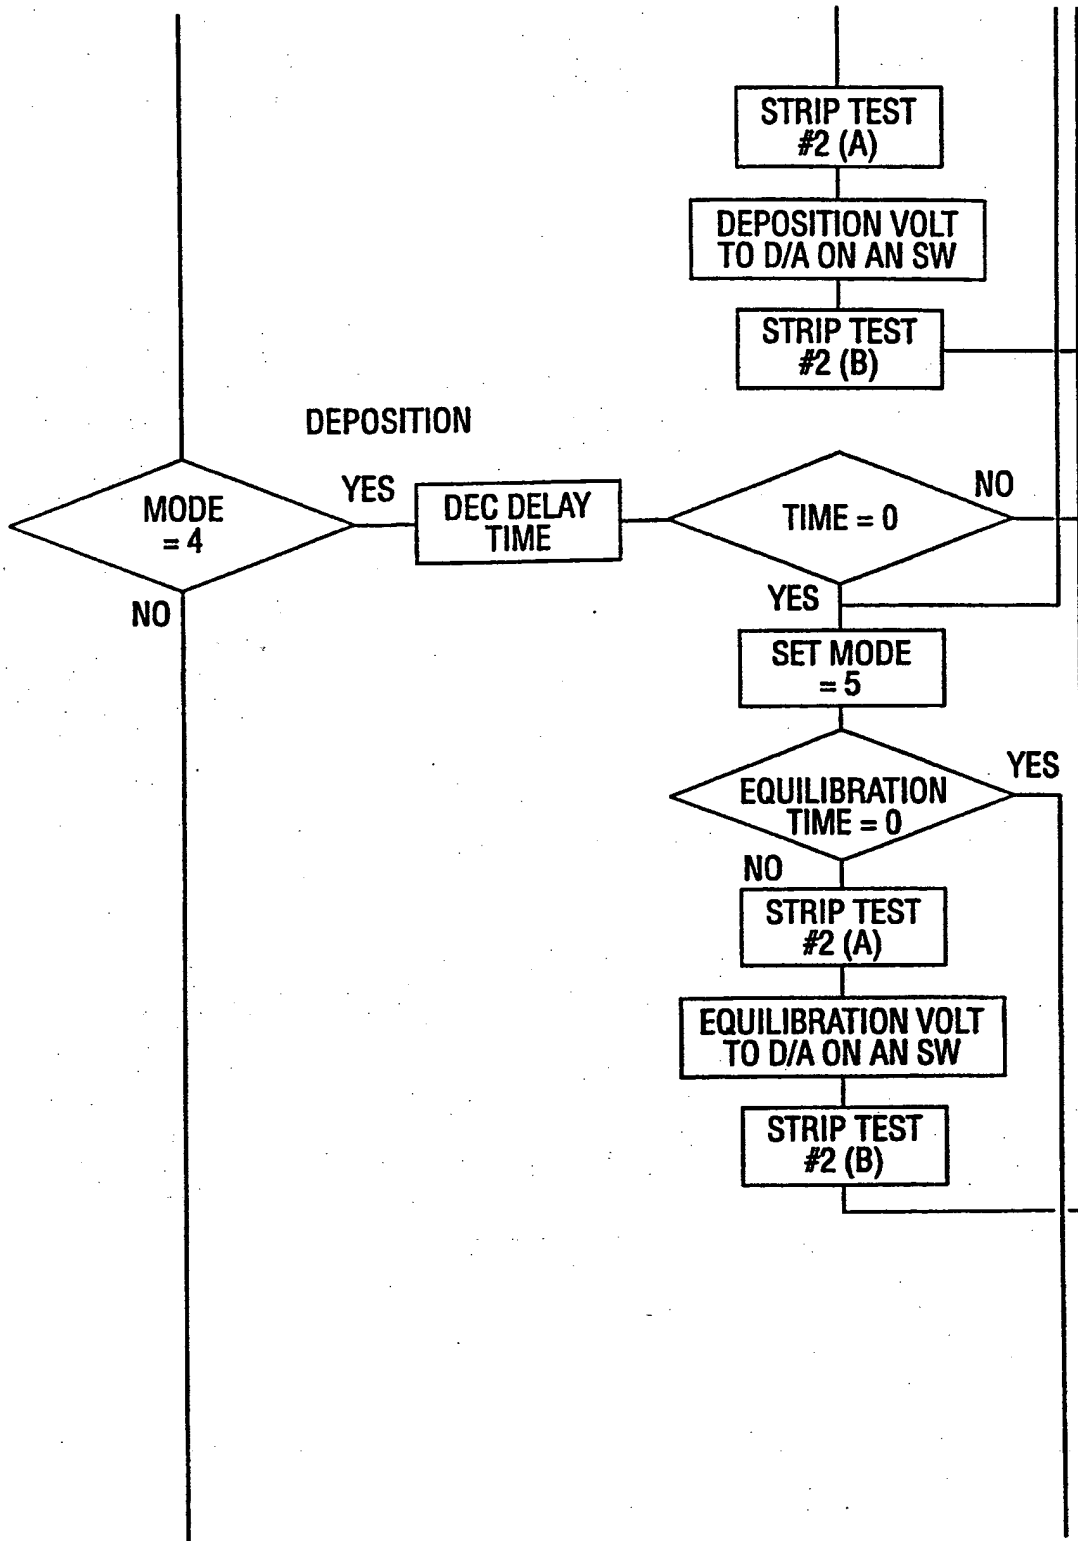 STRIP TEST
#2 (A)
DEPOSITION VOLT
TO D/A ON AN SW
STRIP TEST
#2 (B)
DEPOSITION
MODE
= 4
YES
DEC DELAY
TIME
TIME = 0
NO
NO
YES
SET MODE
= 5
EQUILIBRATION
TIME = 0
YES
NO
STRIP TEST
#2 (A)
EQUILIBRATION VOLT
TO D/A ON AN SW
STRIP TEST
#2 (B)